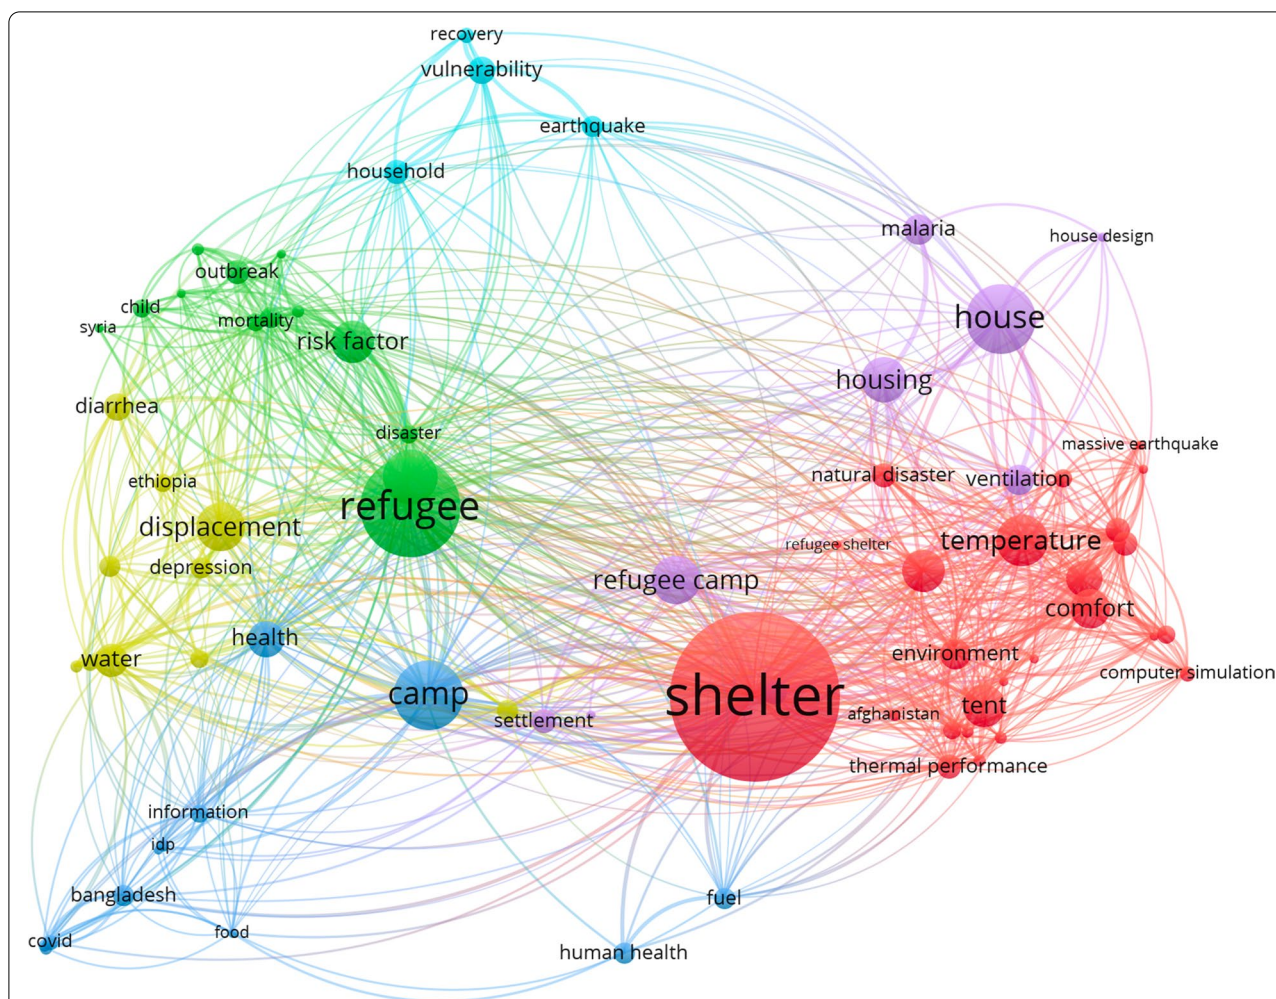 recovery
vulnerability
earthquake
household
malaria
house design
outbreak
child
mortality
syria
risk factor
house
housing
diarrhea
disaster
massive earthquake
natural disaster
ventilation
ethiopia
refugee
displacement
temperature
refugee shelter
depression
refugee camp
comfort
health
water
environment
computer simulation
camp
shelter
settlement
afghanistan
tent
thermal performance
information
idp
bangladesh
fuel
covid
food
human health